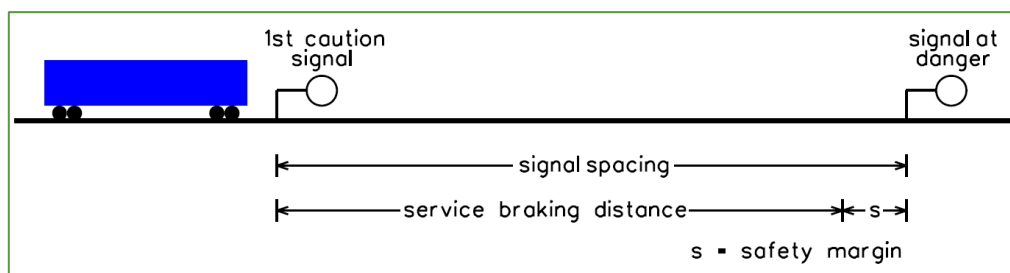 1st caution
signal
signal at
danger
signal spacing
service braking distance
s
s = safety margin